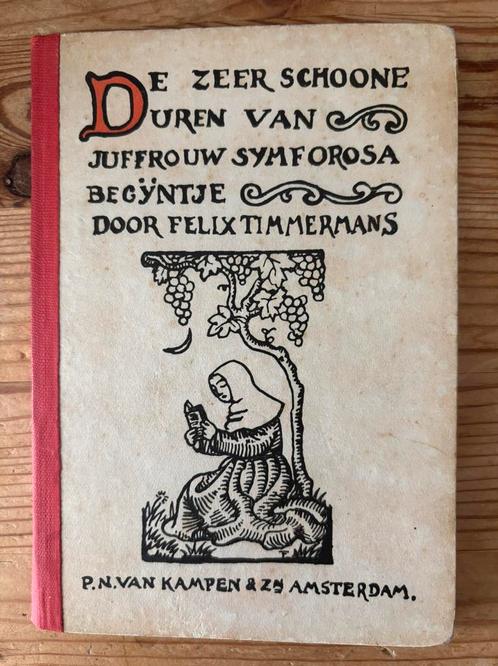 DE ZEER SCHOONE
UREN VAN
JUFFROUW SYMFOROSA
BEGŸNTJE
DOOR FELIX TIMMERMANS
P.N. VAN KAMPEN & ZN AMSTERDAM.